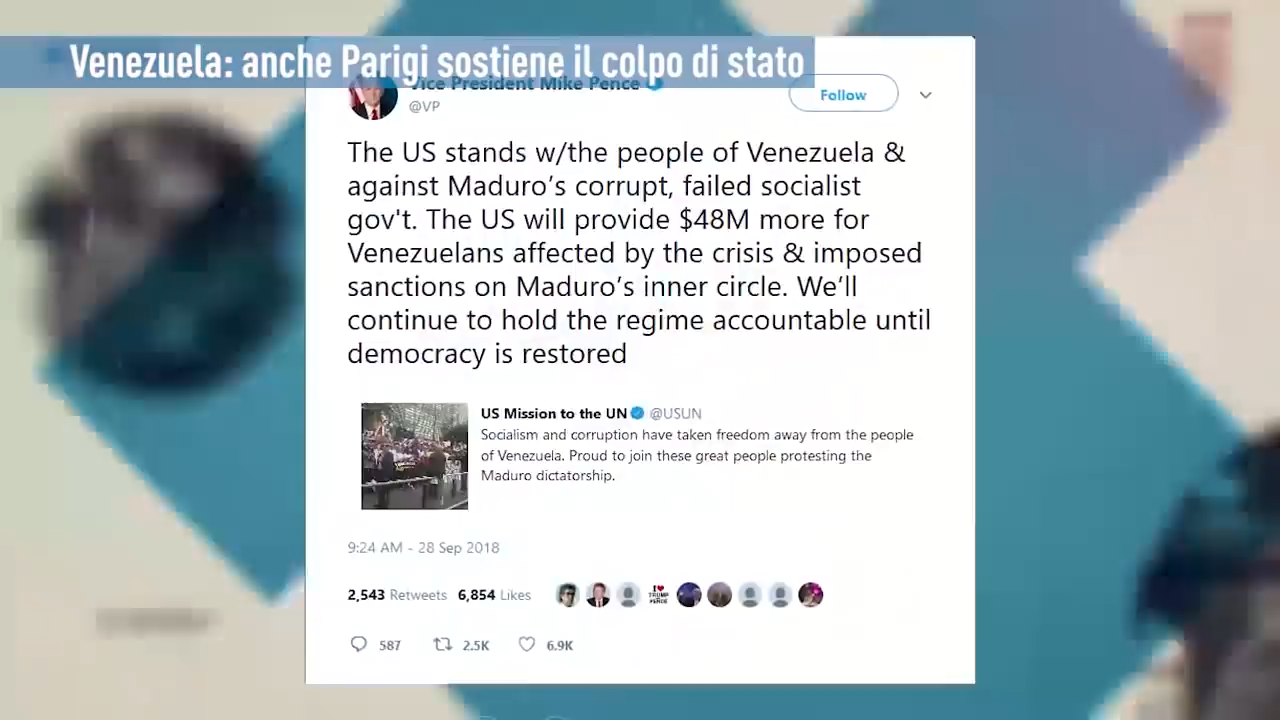 Venezuela: anche Parigi sostiene il colpo di stato
Vice President Mike Pence
@VP
Follow
The US stands w/the people of Venezuela &
against Maduro’s corrupt, failed socialist
gov't. The US will provide $48M more for
Venezuelans affected by the crisis & imposed
sanctions on Maduro’s inner circle. We’ll
continue to hold the regime accountable until
democracy is restored
US Mission to the UN @USUN
Socialism and corruption have taken freedom away from the people
of Venezuela. Proud to join these great people protesting the
Maduro dictatorship.
9:24 AM - 28 Sep 2018
2,543 Retweets 6,854 Likes
I ♥
TRUMP
PENCE
587 2.5K 6.9K